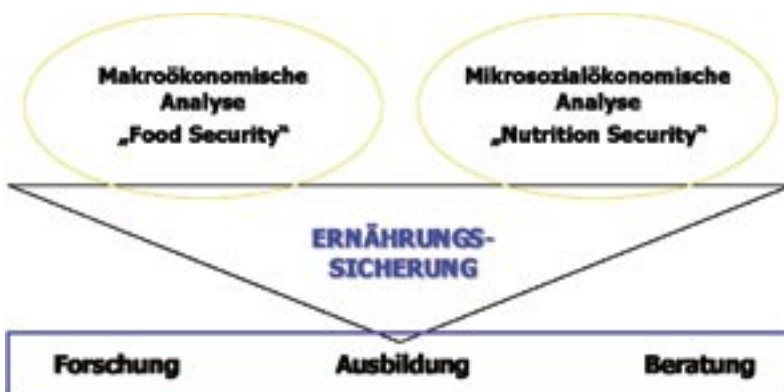 Makroökonomische
Analyse
„Food Security“
Mikrosozialökonomische
Analyse
„Nutrition Security“
ERNÄHRUNGS-
SICHERUNG
Forschung Ausbildung Beratung